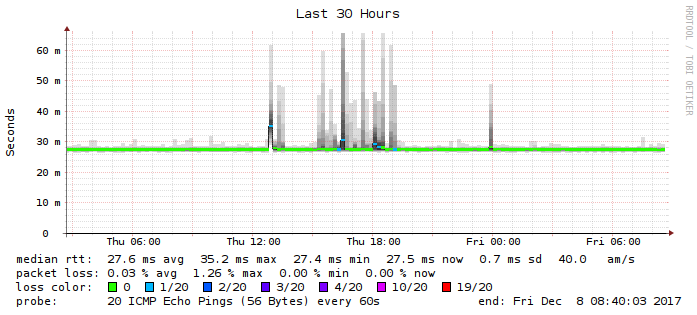 Last 30 Hours
RRDTOOL / TOBI OETIKER
Seconds
60 m
50 m
40 m
30 m
20 m
10 m
0
Thu 06:00 Thu 12:00 Thu 18:00 Fri 00:00 Fri 06:00
median rtt: 27.6 ms avg 35.2 ms max 27.4 ms min 27.5 ms now 0.7 ms sd 40.0 am/s
packet loss: 0.03 % avg 1.26 % max 0.00 % min 0.00 % now
loss color: 0 1/20 2/20 3/20 4/20 10/20 19/20
probe: 20 ICMP Echo Pings (56 Bytes) every 60s end: Fri Dec 8 08:40:03 2017